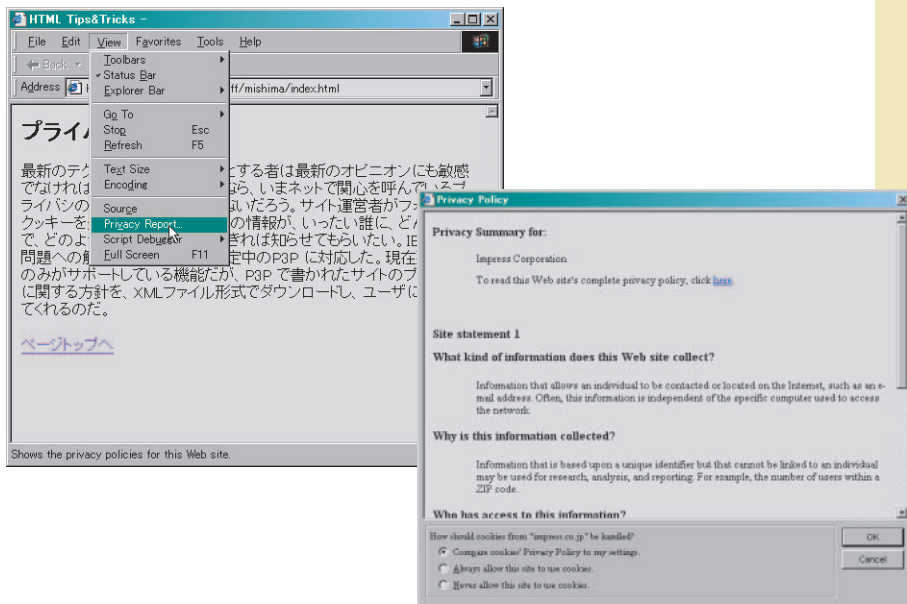 HTML Tips&Tricks -
File Edit View Favorites Tools Help
Back
Address ff/mishima/index.html
Toolbars
Status Bar
Explorer Bar
Go To
Stop Esc
Refresh F5
Text Size
Encoding
Source
Privacy Report...
Script Debugger
Full Screen F11
プライ
最新のテク とする者は最新のオピニオンにも敏感
でなければ なら、いまネットで関心を呼んでいるプ
ライバシの ないだろう。サイト運営者が
クッキーを の情報が、いったい誰に、
で、どのよ きれば知らせてもらいたい。
問題への 定中のP3P に対応した。現在
のみがサポートしている機能だが、P3P で書かれたサイトのプ
に関する方針を、XMLファイル形式でダウンロードし、ユーザに
てくれるのだ。
ページトップへ
Shows the privacy policies for this Web site.
Privacy Policy
Privacy Summary for:
Impress Corporation
To read this Web site's complete privacy policy, click here.
Site statement 1
What kind of information does this Web site collect?
Information that allows an individual to be contacted or located on the Internet, such as an e-
mail address. Often, this information is independent of the specific computer used to access
the network.
Why is this information collected?
Information that is based upon a unique identifier but that cannot be linked to an individual
may be used for research, analysis, and reporting. For example, the number of users within a
ZIP code.
Who has access to this information?
How should cookies from "impress.co.jp" be handled?
Compare cookies' Privacy Policy to my settings.
Always allow this site to use cookies.
Never allow this site to use cookies.
OK
Cancel